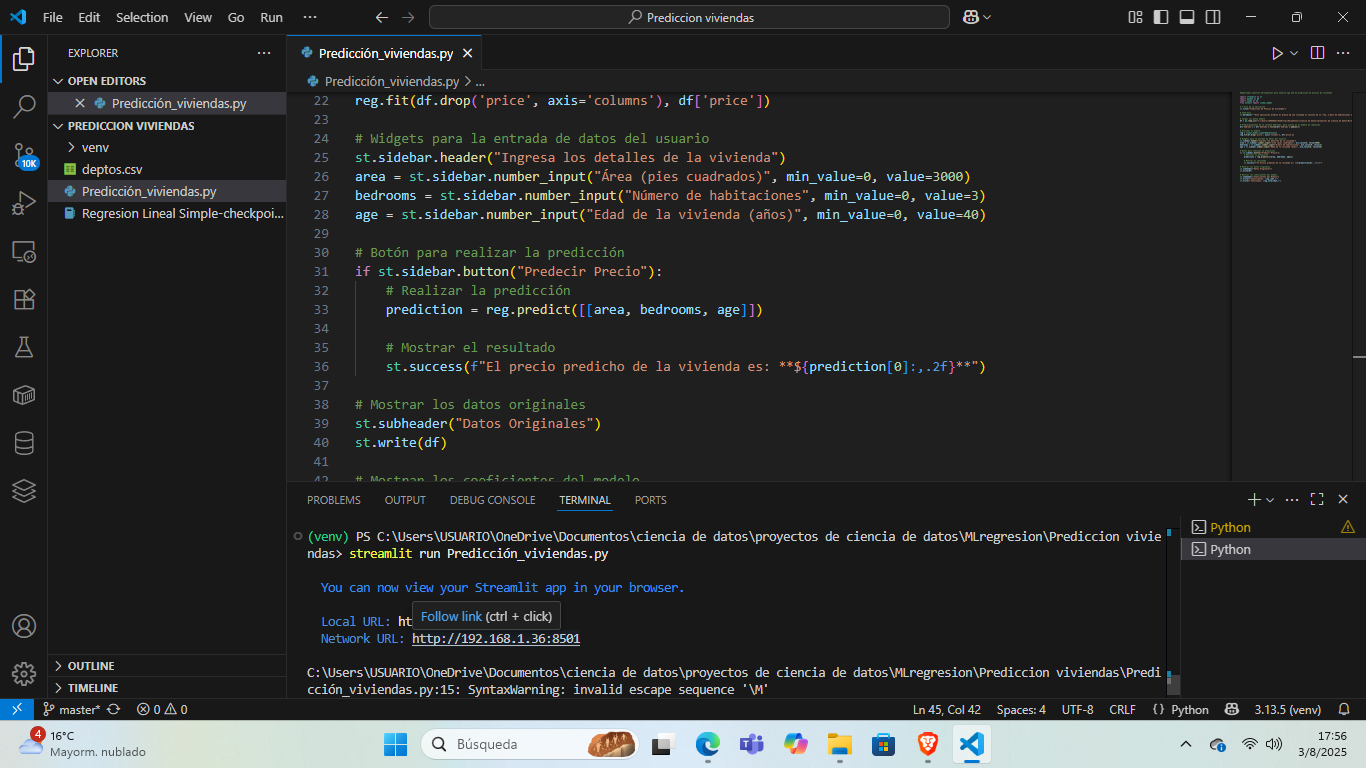 File Edit Selection View Go Run ···
Prediccion viviendas
EXPLORER
OPEN EDITORS
Predicción_viviendas.py
PREDICCION VIVIENDAS
venv
deptos.csv
Predicción_viviendas.py
Regresion Lineal Simple-checkpoi...
OUTLINE
TIMELINE
10K
Predicción_viviendas.py
Predicción_viviendas.py > ...
22 reg.fit(df.drop('price', axis='columns'), df['price'])
23
24 # Widgets para la entrada de datos del usuario
25 st.sidebar.header("Ingresa los detalles de la vivienda")
26 area = st.sidebar.number_input("Área (pies cuadrados)", min_value=0, value=3000)
27 bedrooms = st.sidebar.number_input("Número de habitaciones", min_value=0, value=3)
28 age = st.sidebar.number_input("Edad de la vivienda (años)", min_value=0, value=40)
29
30 # Botón para realizar la predicción
31 if st.sidebar.button("Predecir Precio"):
32     # Realizar la predicción
33     prediction = reg.predict([[area, bedrooms, age]])
34
35     # Mostrar el resultado
36     st.success(f"El precio predicho de la vivienda es: **${prediction[0]:,.2f}**")
37
38 # Mostrar los datos originales
39 st.subheader("Datos Originales")
40 st.write(df)
41
42 # Mostrar los coeficientes del modelo
PROBLEMS OUTPUT DEBUG CONSOLE TERMINAL PORTS
(venv) PS C:\Users\USUARIO\OneDrive\Documentos\ciencia de datos\proyectos de ciencia de datos\MLregresion\Prediccion vivie
ndas> streamlit run Predicción_viviendas.py
You can now view your Streamlit app in your browser.
Follow link (ctrl + click)
Local URL: ht
Network URL: http://192.168.1.36:8501
C:\Users\USUARIO\OneDrive\Documentos\ciencia de datos\proyectos de ciencia de datos\MLregresion\Prediccion viviendas\Predi
cción_viviendas.py:15: SyntaxWarning: invalid escape sequence '\M'
Python
Python
master* 0 0
Ln 45, Col 42 Spaces: 4 UTF-8 CRLF {} Python 3.13.5 (venv)
4
16°C
Mayorm. nublado
Búsqueda
17:56
3/8/2025